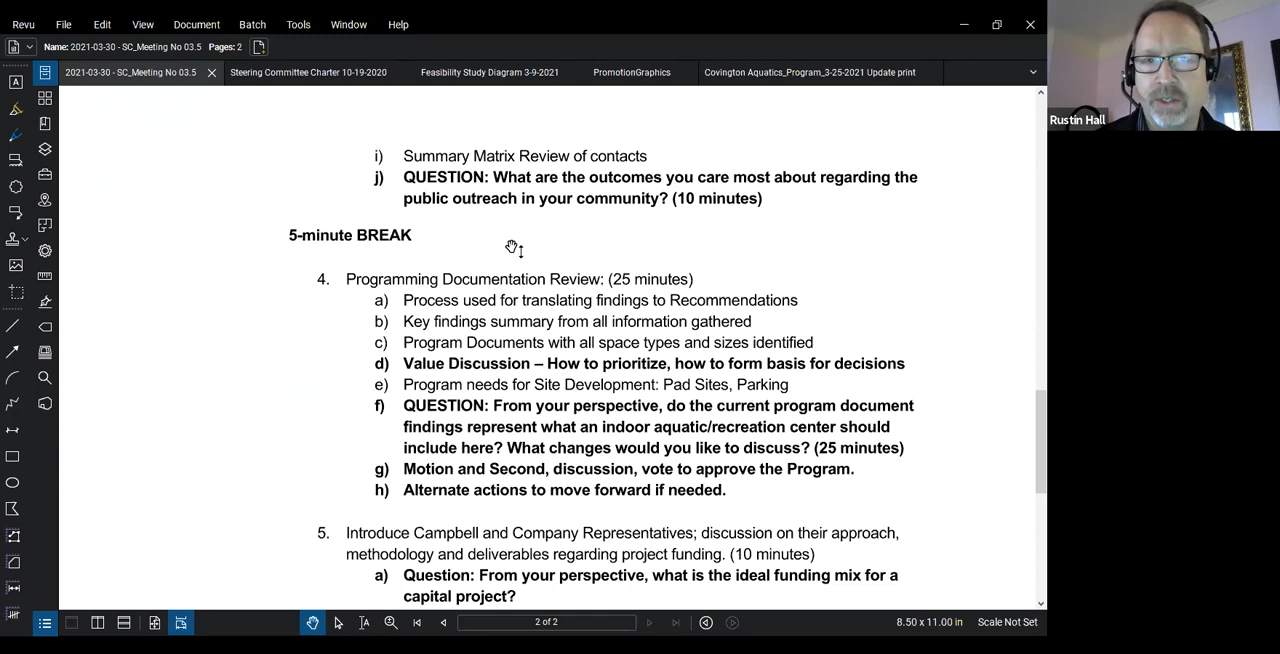 Revu File Edit View Document Batch Tools Window Help
Name: 2021-03-30 - SC_Meeting No 03.5 Pages: 2
2021-03-30 - SC_Meeting No 03.5 Steering Committee Charter 10-19-2020 Feasibility Study Diagram 3-9-2021 PromotionGraphics Covington Aquatics_Program_3-25-2021 Update print
Rustin Hall
i) Summary Matrix Review of contacts
j) QUESTION: What are the outcomes you care most about regarding the
public outreach in your community? (10 minutes)
5-minute BREAK
4. Programming Documentation Review: (25 minutes)
a) Process used for translating findings to Recommendations
b) Key findings summary from all information gathered
c) Program Documents with all space types and sizes identified
d) Value Discussion – How to prioritize, how to form basis for decisions
e) Program needs for Site Development: Pad Sites, Parking
f) QUESTION: From your perspective, do the current program document
findings represent what an indoor aquatic/recreation center should
include here? What changes would you like to discuss? (25 minutes)
g) Motion and Second, discussion, vote to approve the Program.
h) Alternate actions to move forward if needed.
5. Introduce Campbell and Company Representatives; discussion on their approach,
methodology and deliverables regarding project funding. (10 minutes)
a) Question: From your perspective, what is the ideal funding mix for a
capital project?
2 of 2 8.50 x 11.00 in Scale Not Set